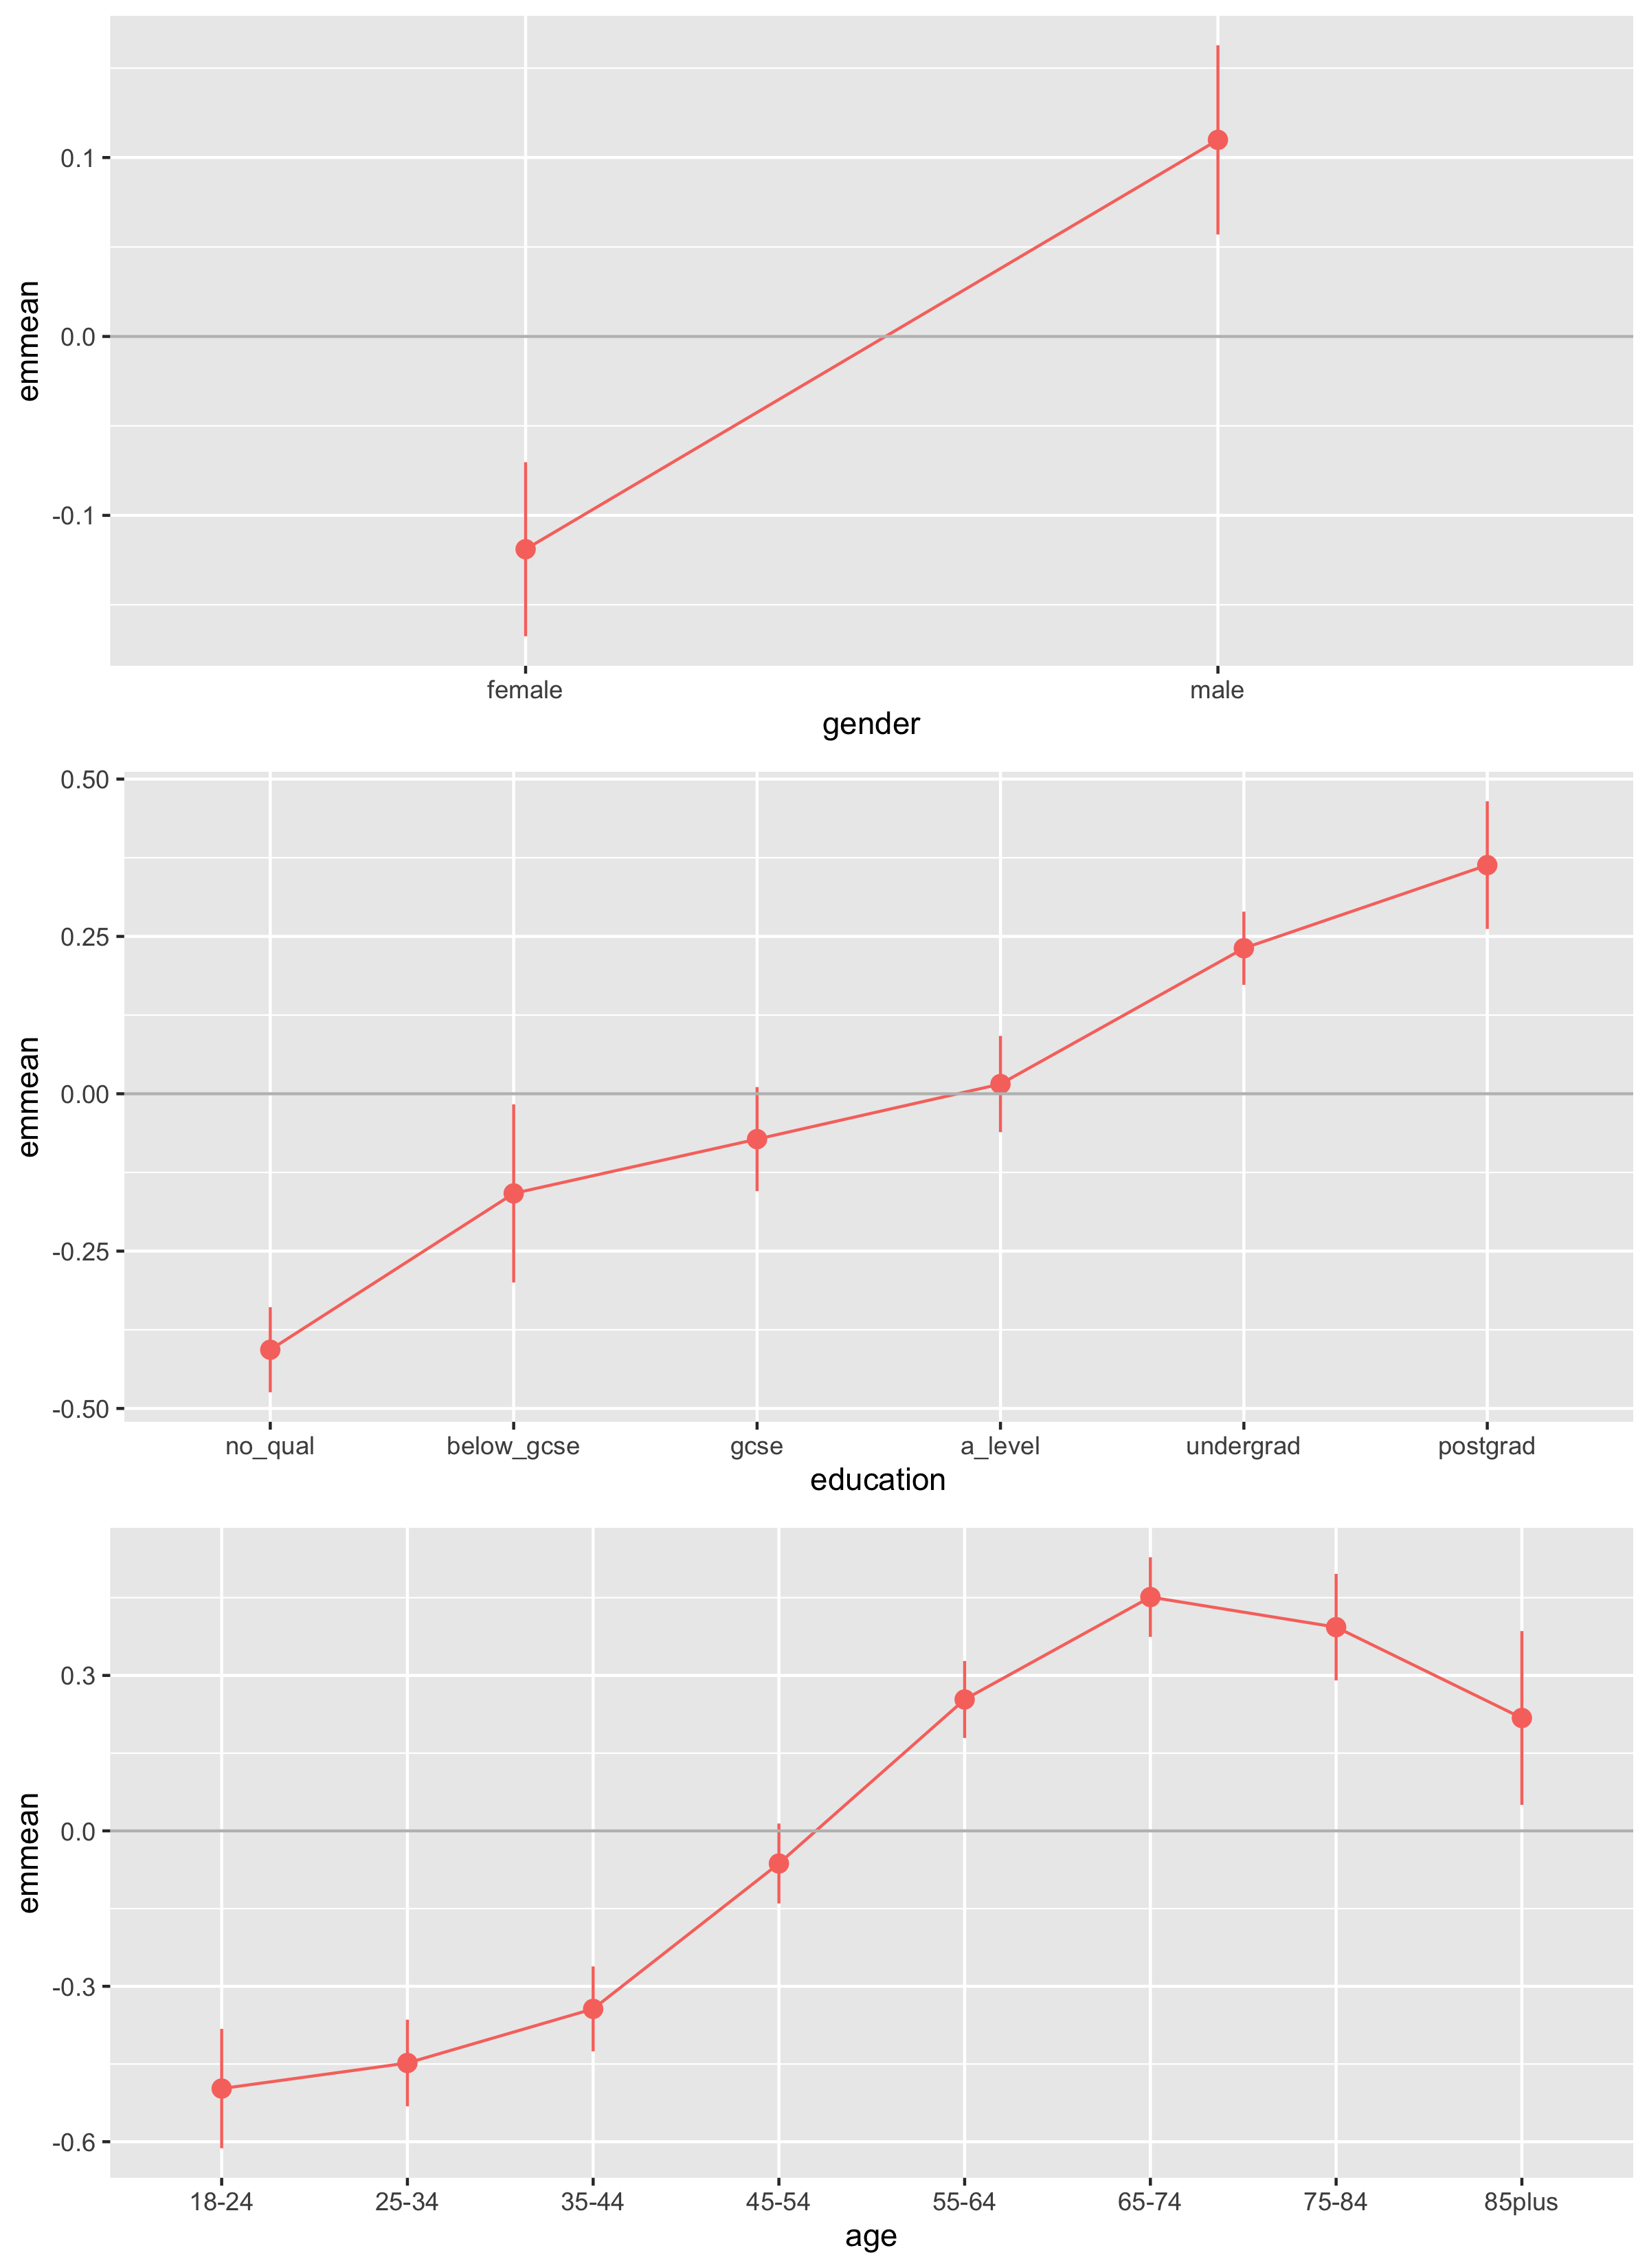 emmean
0.1
0.0
-0.1
female male
gender
emmean
0.50
0.25
0.00
-0.25
-0.50
no_qual below_gcse gcse a_level undergrad postgrad
education
emmean
0.3
0.0
-0.3
-0.6
18-24 25-34 35-44 45-54 55-64 65-74 75-84 85plus
age